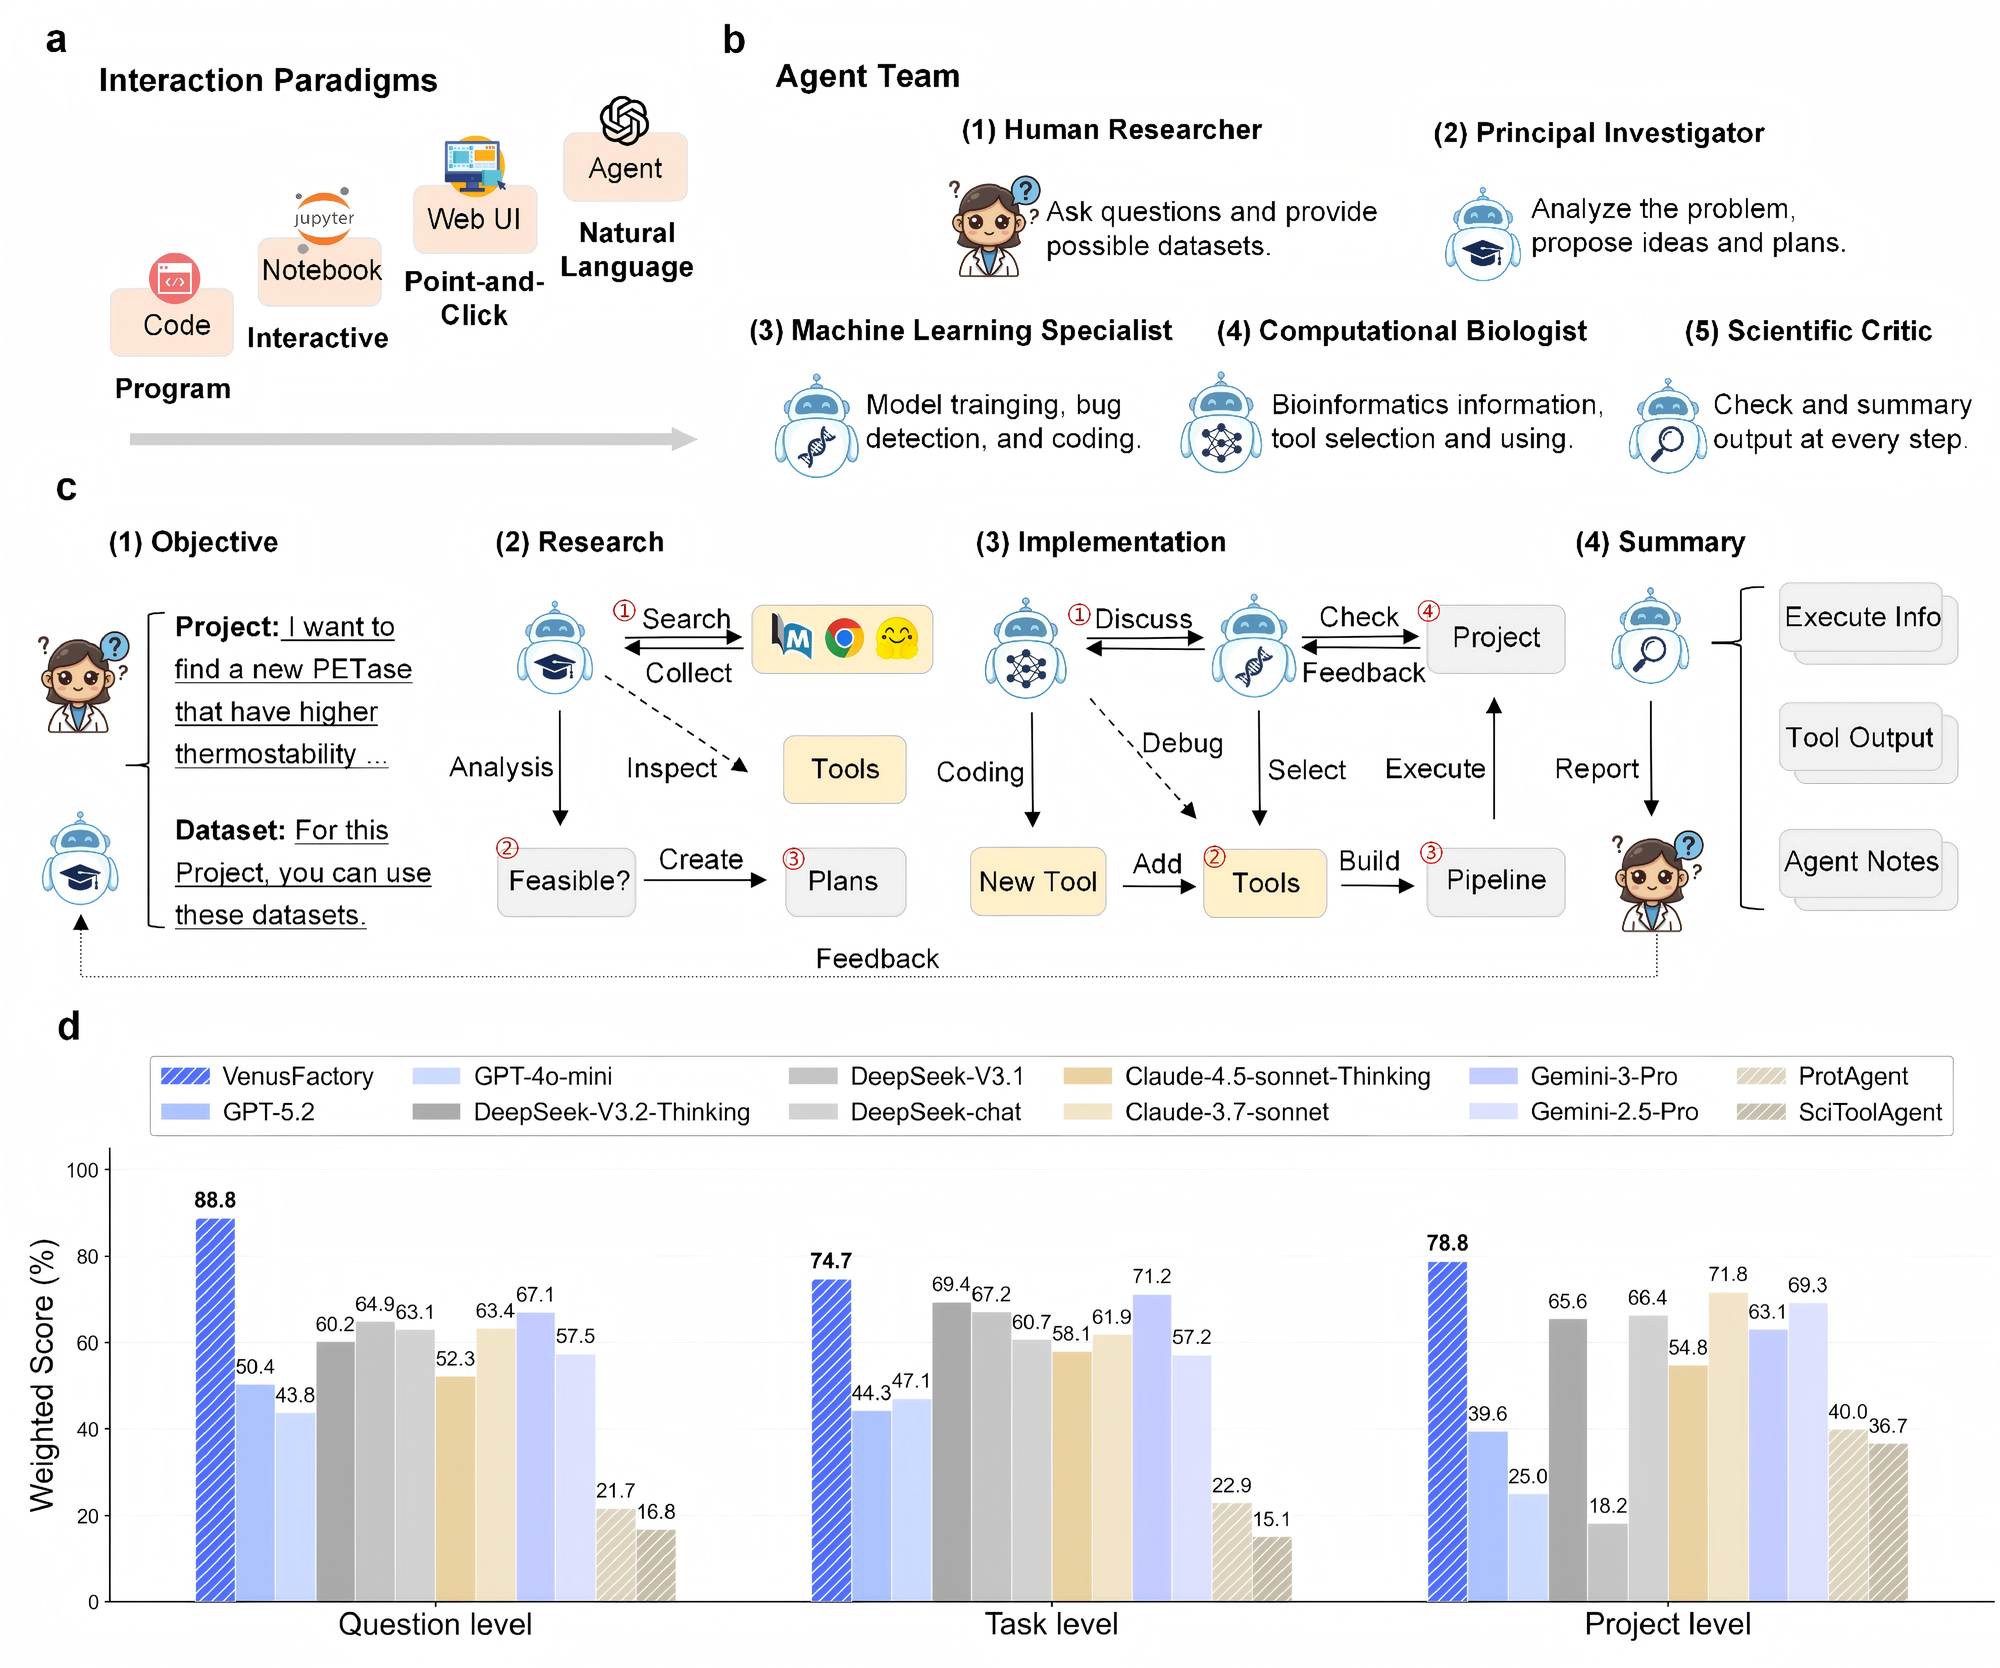 a
Interaction Paradigms
Agent
Natural
Language
Web UI
Point-and-
Click
jupyter
Notebook
Interactive
</>
Code
Program
b
Agent Team
(1) Human Researcher
? ? ?
Ask questions and provide
possible datasets.
(2) Principal Investigator
Analyze the problem,
propose ideas and plans.
(3) Machine Learning Specialist
Model trainging, bug
detection, and coding.
(4) Computational Biologist
Bioinformatics information,
tool selection and using.
(5) Scientific Critic
Check and summary
output at every step.
c
(1) Objective
? ? ?
Project: I want to
find a new PETase
that have higher
thermostability ...
Dataset: For this
Project, you can use
these datasets.
(2) Research
① Search
M
Collect
Analysis
Inspect
Tools
② Feasible?
Create
③ Plans
(3) Implementation
① Discuss
Check
④ Project
Feedback
Coding
Debug
Select
Execute
New Tool
Add
② Tools
Build
③ Pipeline
(4) Summary
Report
? ? ?
Execute Info
Tool Output
Agent Notes
Feedback
d
VenusFactory
GPT-5.2
GPT-4o-mini
DeepSeek-V3.2-Thinking
DeepSeek-V3.1
DeepSeek-chat
Claude-4.5-sonnet-Thinking
Claude-3.7-sonnet
Gemini-3-Pro
Gemini-2.5-Pro
ProtAgent
SciToolAgent
Weighted Score (%)
100
80
60
40
20
0
88.8
50.4
43.8
60.2
64.9
63.1
52.3
63.4
67.1
57.5
21.7
16.8
Question level
74.7
44.3
47.1
69.4
67.2
60.7
58.1
61.9
71.2
57.2
22.9
15.1
Task level
78.8
39.6
25.0
65.6
18.2
66.4
54.8
71.8
63.1
69.3
40.0
36.7
Project level